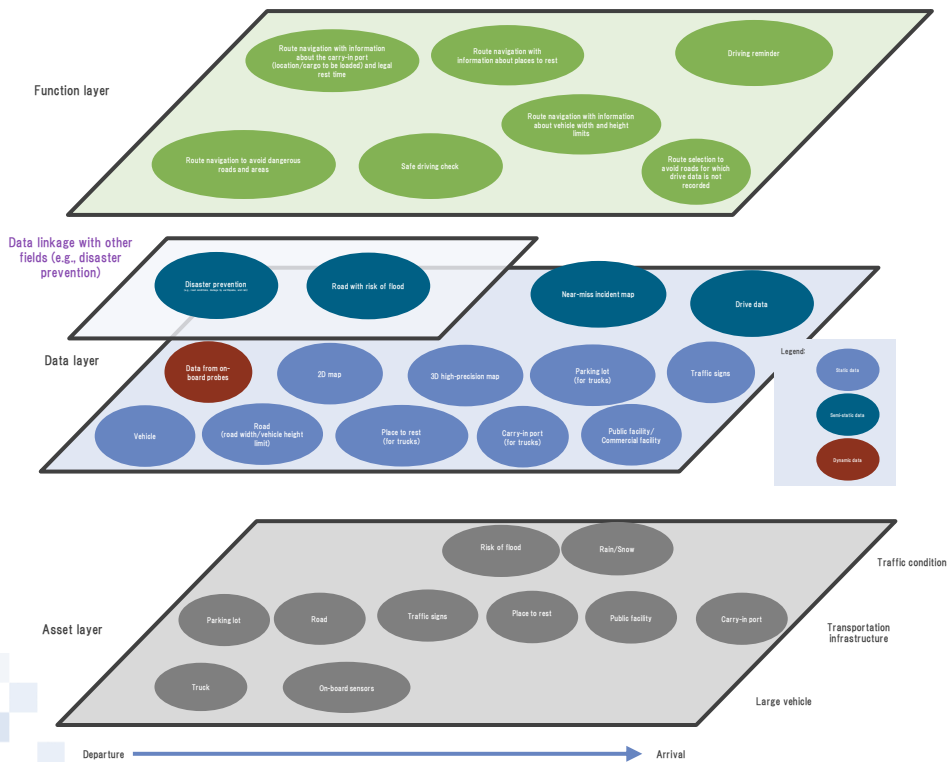 Function layer
Route navigation with information
about the carry-in port
(location/cargo to be loaded) and legal
rest time
Route navigation with
information about places to rest
Driving reminder
Route navigation with information
about vehicle width and height
limits
Route navigation to avoid dangerous
roads and areas
Safe driving check
Route selection to
avoid roads for which
drive data is not
recorded
Data linkage with other
fields (e.g., disaster
prevention)
Disaster prevention
Road with risk of flood
Near-miss incident map
Drive data
Data layer
Data from on-
board probes
2D map
3D high-precision map
Parking lot
(for trucks)
Traffic signs
Vehicle
Road
(road width/vehicle height
limit)
Place to rest
(for trucks)
Carry-in port
(for trucks)
Public facility/
Commercial facility
Legend:
Static data
Semi-static data
Dynamic data
Risk of flood
Rain/Snow
Traffic condition
Asset layer
Parking lot
Road
Traffic signs
Place to rest
Public facility
Carry-in port
Transportation
infrastructure
Truck
On-board sensors
Large vehicle
Departure
Arrival